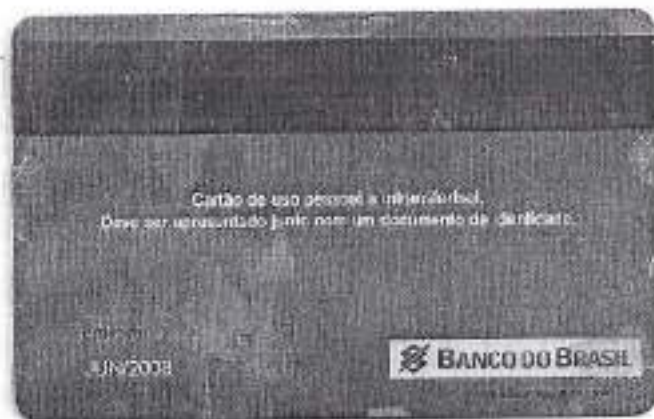 Cartão de uso pessoal e intransferível.
Deve ser apresentado junto com um documento de identidade.
JUN/2008
BANCO DO BRASIL